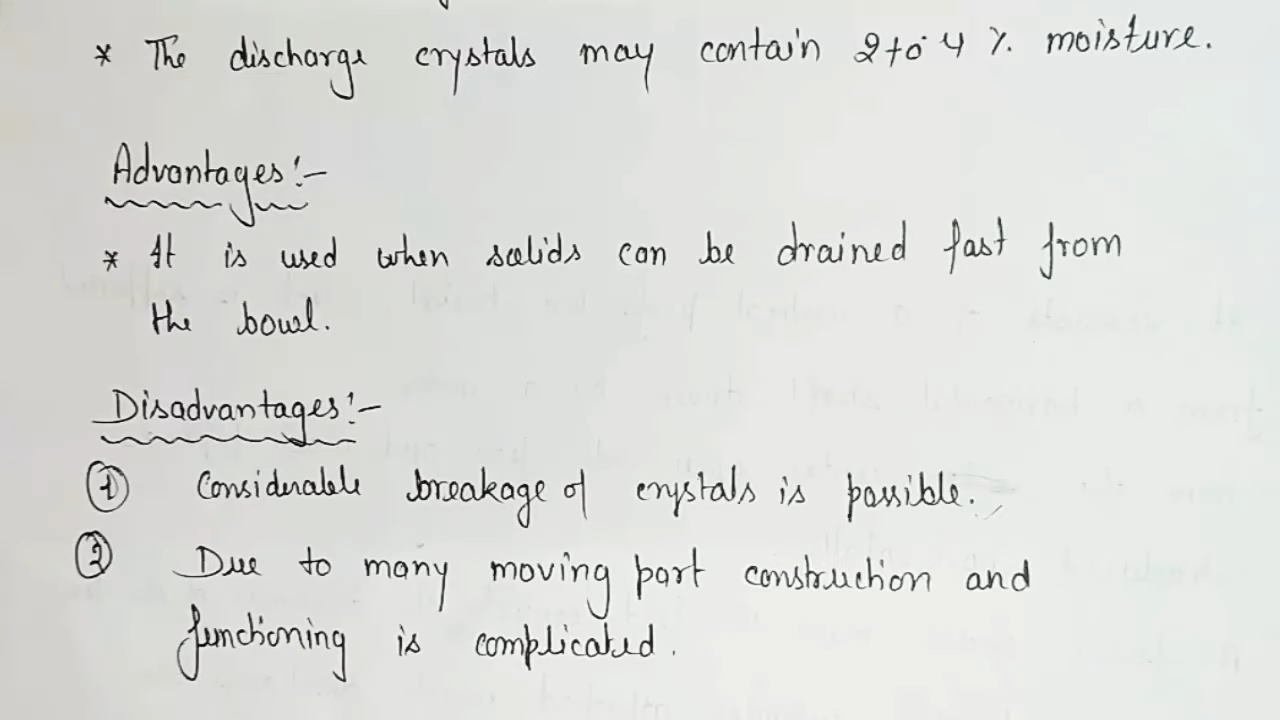 * The discharge crystals may contain 2 to 4 % moisture.
Advantages:-
* It is used when solids can be drained fast from
the bowl.
Disadvantages:-
① Considerable breakage of crystals is possible.
② Due to many moving part construction and
functioning is complicated.